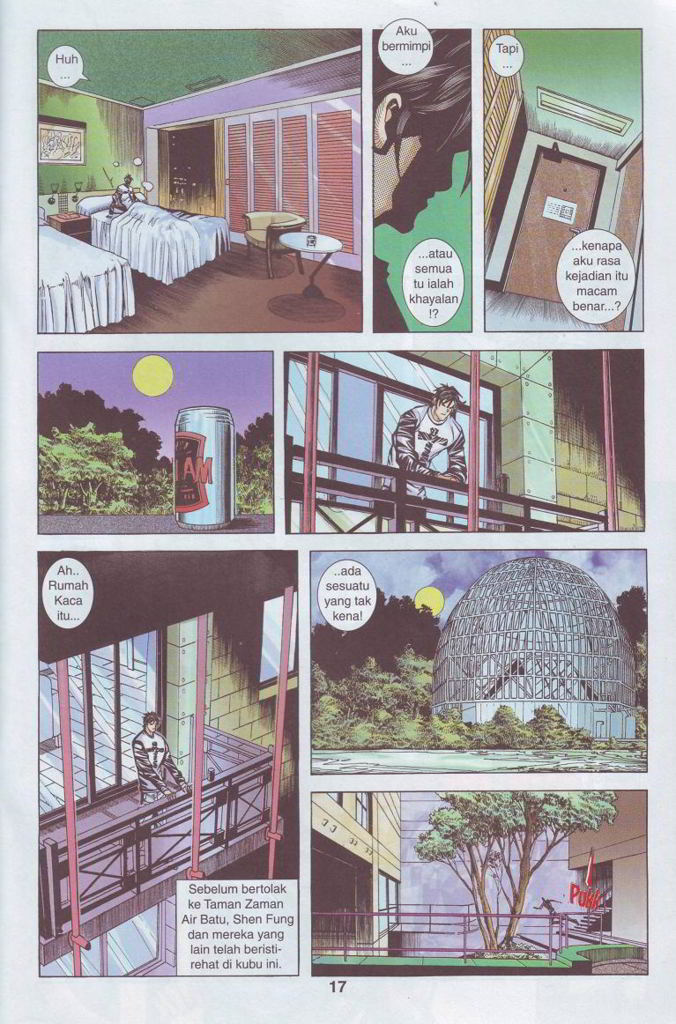 Huh
...
Aku
bermimpi
...
...atau
semua
tu ialah
khayalan
!?
Tapi
...
...kenapa
aku rasa
kejadian itu
macam
benar...?
AM
Ah..
Rumah
Kaca
itu...
Sebelum bertolak
ke Taman Zaman
Air Batu, Shen Fung
dan mereka yang
lain telah beristi-
rehat di kubu ini.
..ada
sesuatu
yang tak
kena!
17